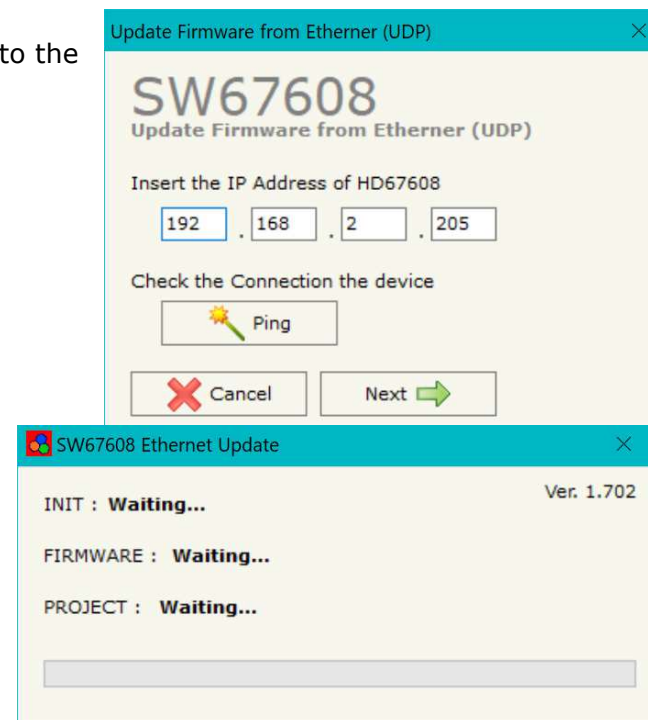 to the
Update Firmware from Etherner (UDP)
SW67608
Update Firmware from Etherner (UDP)
Insert the IP Address of HD67608
192 . 168 . 2 . 205
Check the Connection the device
Ping
Cancel Next
SW67608 Ethernet Update
Ver. 1.702
INIT : Waiting...
FIRMWARE : Waiting...
PROJECT : Waiting...